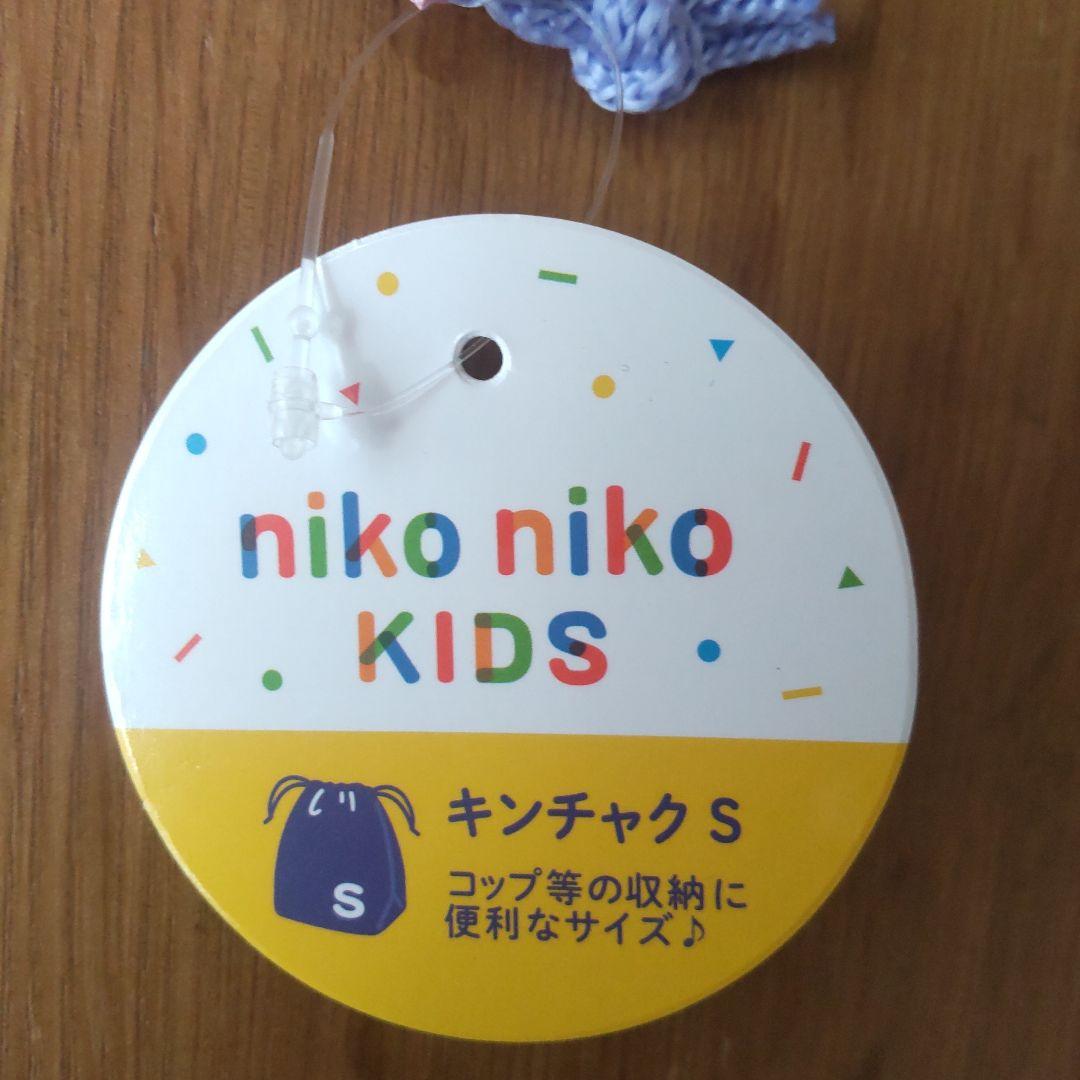 niko niko
KIDS
キンチャク S
S
コップ等の収納に
便利なサイズ♪